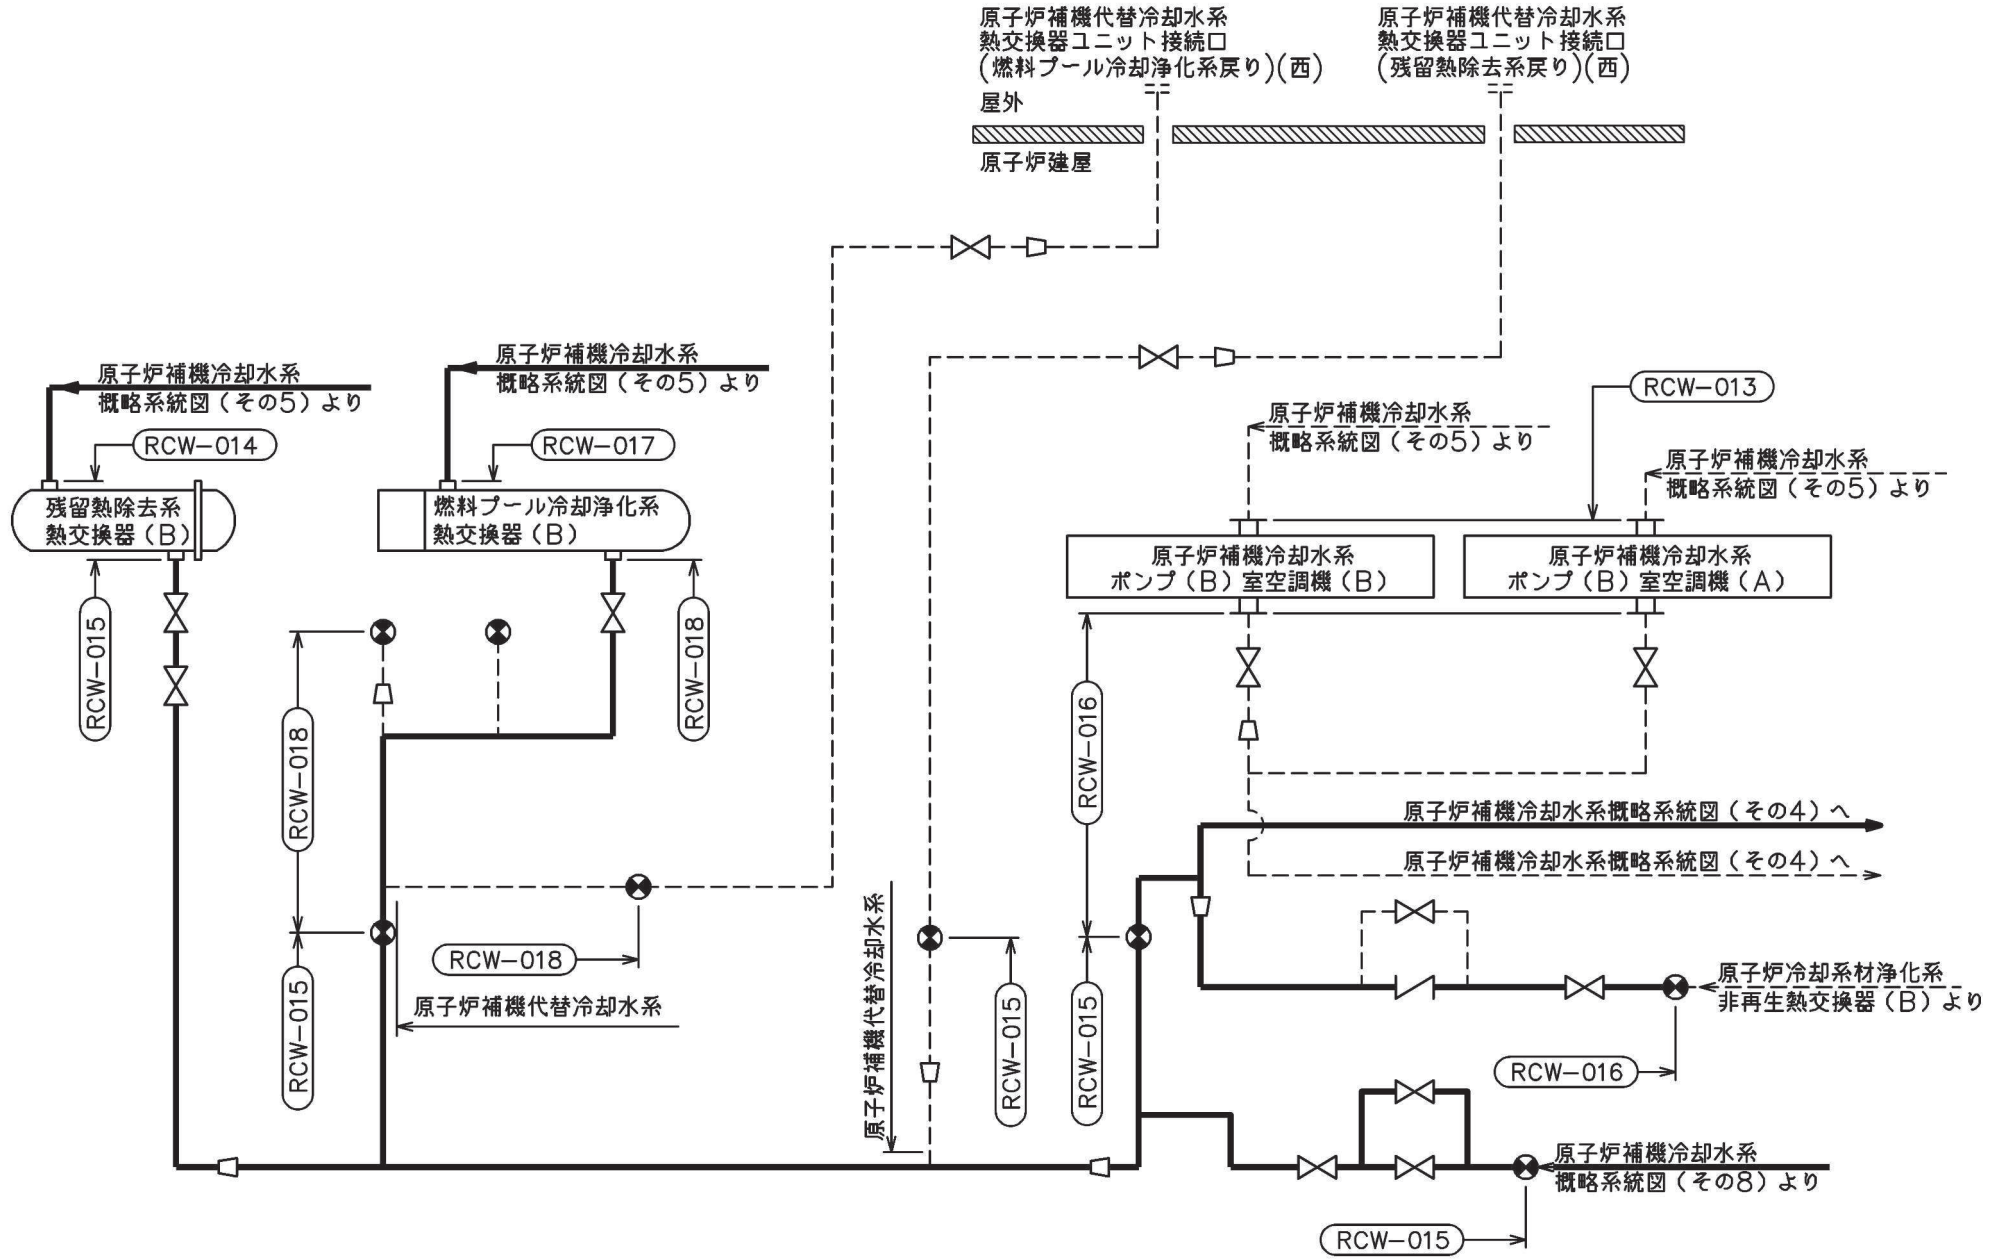 原子炉補機代替冷却水系
熱交換器ユニット接続口
(燃料プール冷却浄化系戻り)(西)
原子炉補機代替冷却水系
熱交換器ユニット接続口
(残留熱除去系戻り)(西)
屋外
原子炉建屋
原子炉補機冷却水系
概略系統図(その5)より
原子炉補機冷却水系
概略系統図(その5)より
RCW-013
原子炉補機冷却水系
概略系統図(その5)より
原子炉補機冷却水系
概略系統図(その5)より
RCW-014
RCW-017
残留熱除去系
熱交換器(B)
燃料プール冷却浄化系
熱交換器(B)
原子炉補機冷却水系
ポンプ(B)室空調機(B)
原子炉補機冷却水系
ポンプ(B)室空調機(A)
RCW-015
RCW-018
RCW-018
RCW-016
原子炉補機冷却水系概略系統図(その4)へ
原子炉補機冷却水系概略系統図(その4)へ
RCW-018
RCW-015
原子炉補機代替冷却水系
原子炉補機代替冷却水系
RCW-015
RCW-015
原子炉冷却系材浄化系
非再生熱交換器(B)より
RCW-016
原子炉補機冷却水系
概略系統図(その8)より
RCW-015